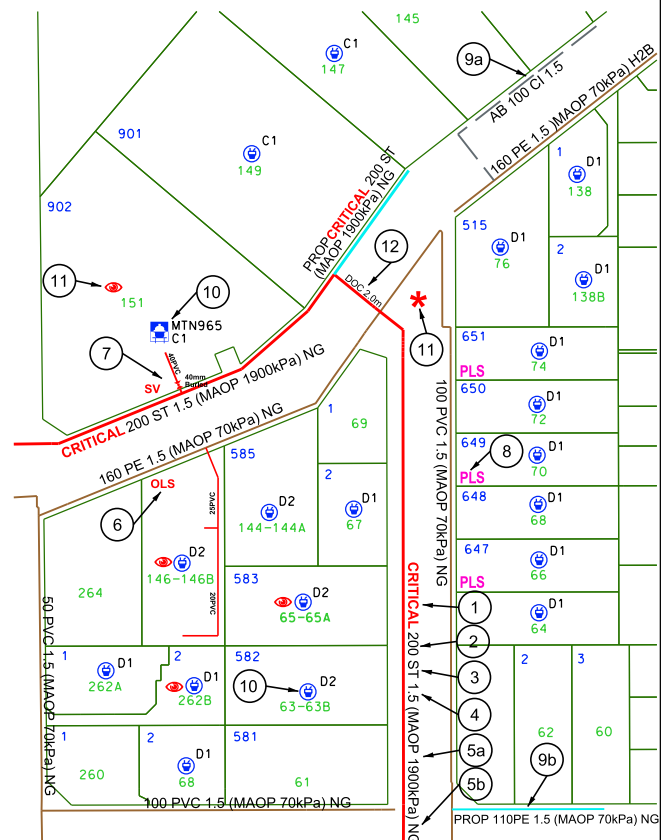 145
C1
147
9a
AB 100 CI 1.5
160 PE 1.5 )MAOP 70kPa) H2B
901
C1
149
PROP CRITICAL 200 ST
(MAOP 1900kPa) NG
1
D1
138
902
515
D1
76
2
D1
138B
12
11
151
10
MTN965
C1
DOC 2.0m
11
7
40PVC
40mm
Buried
SV
CRITICAL 200 ST 1.5 (MAOP 1900kPa) NG
160 PE 1.5 (MAOP 70kPa) NG
651
D1
74
PLS
650
D1
72
100 PVC 1.5 (MAOP 70kPa) NG
1
69
585
649
8
D1
70
PLS
2
D1
67
OLS
6
25PVC
D2
144-144A
648
D1
68
D2
146-146B
647
D1
66
PLS
264
20PVC
583
D2
65-65A
CRITICAL 200 ST 1.5 (MAOP 1900kPa) NG
1
D1
64
50 PVC 1.5 (MAOP 70kPa) NG
2
1
D1
262A
2
D1
262B
582
10
D2
63-63B
3
4
2
3
62
60
1
260
2
D1
68
581
61
5a
5b
9b
100 PVC 1.5 (MAOP 70kPa) NG
PROP 110PE 1.5 (MAOP 70kPa) NG